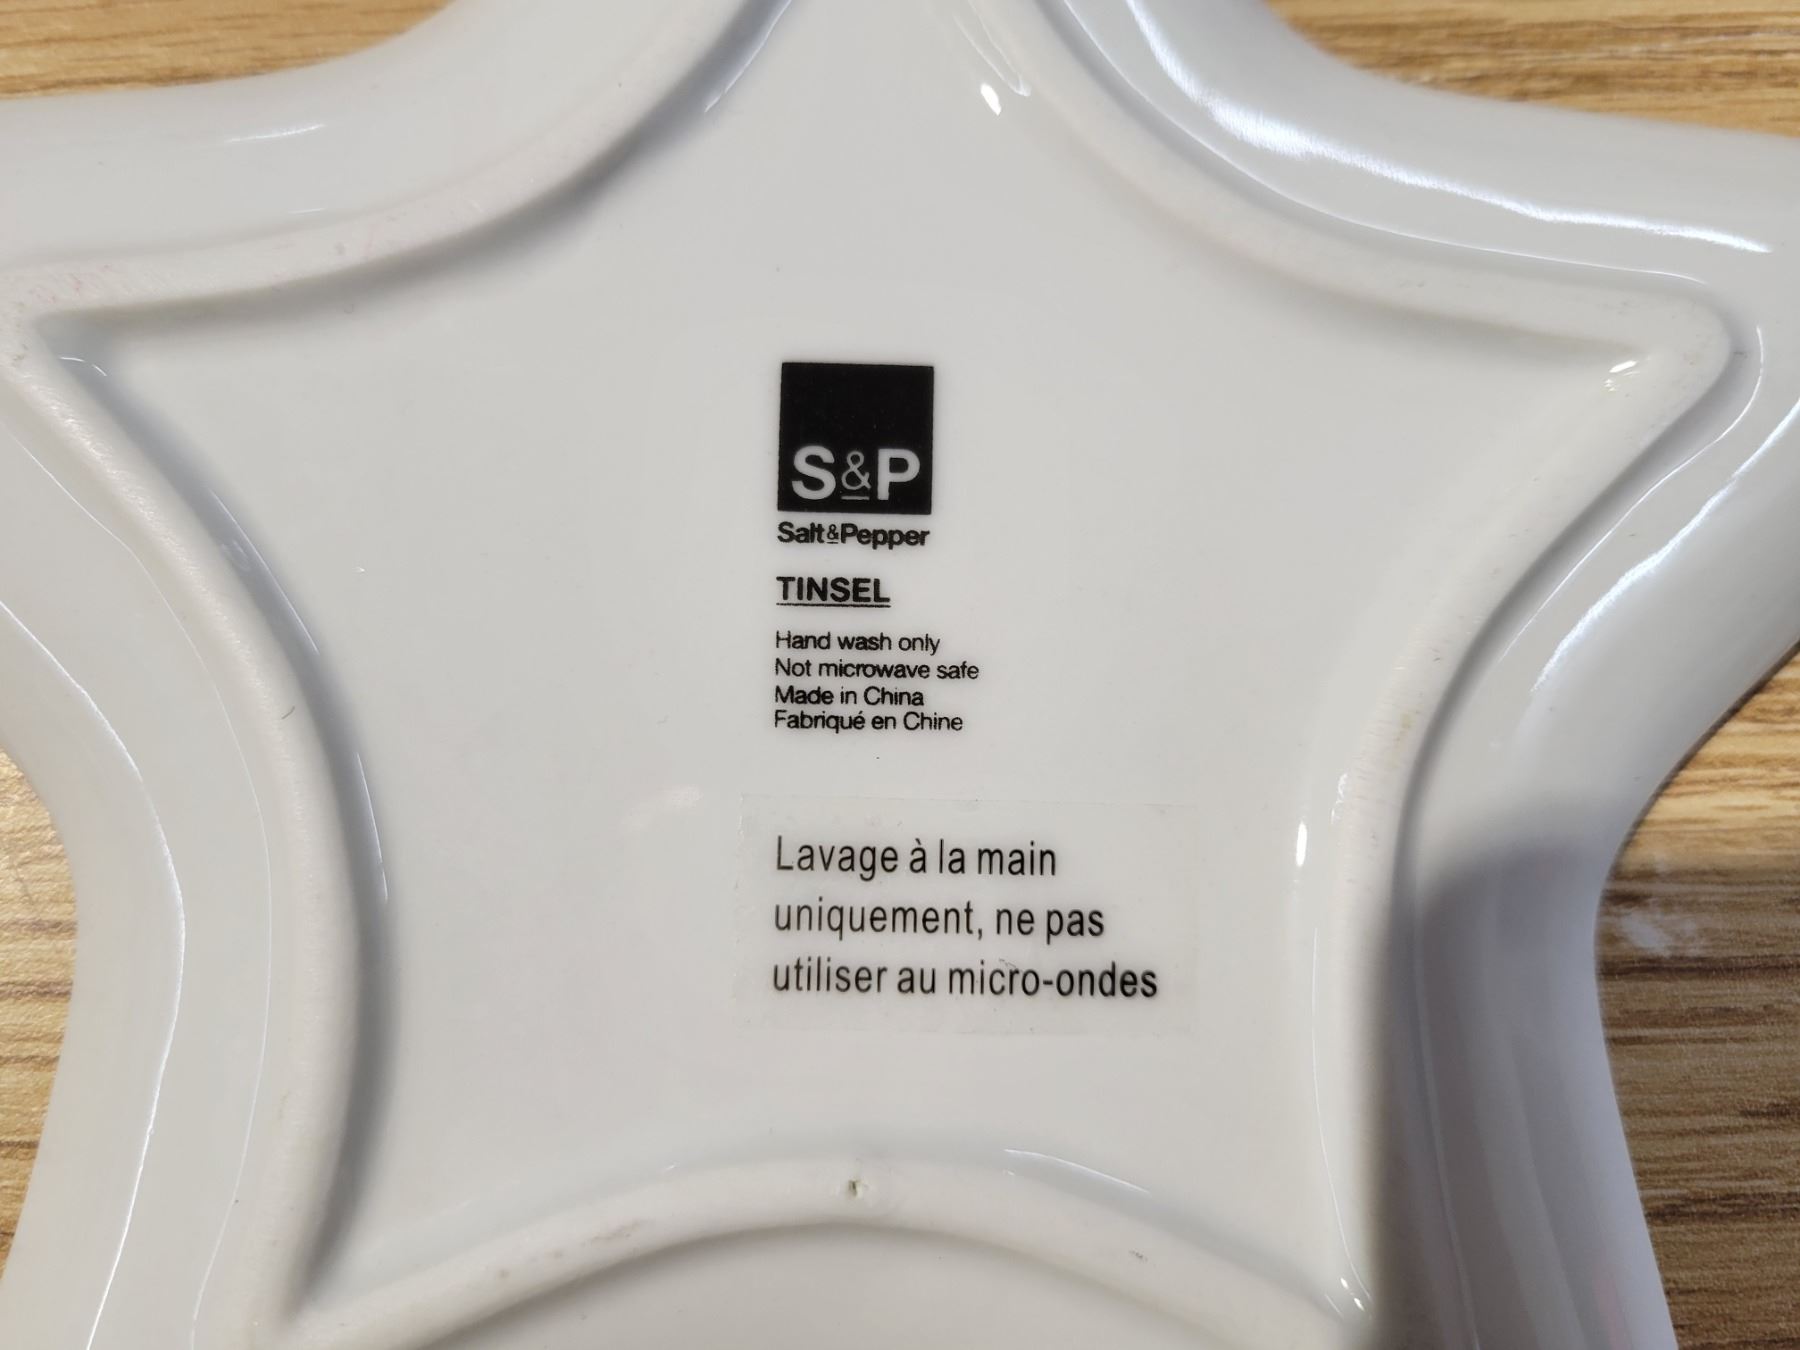 S&P
Salt&Pepper
TINSEL
Hand wash only
Not microwave safe
Made in China
Fabriqué en Chine
Lavage à la main
uniquement, ne pas
utiliser au micro-ondes